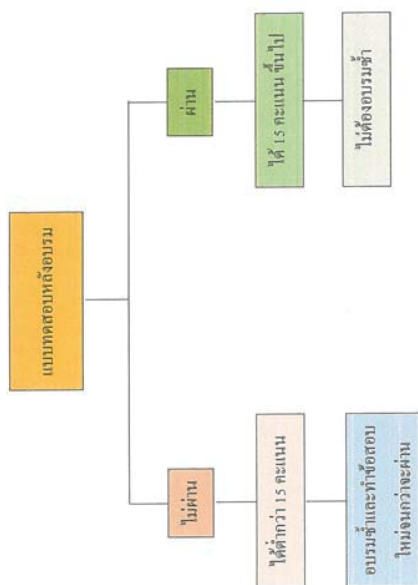 แบบทดสอบหลังอบรม
ไม่ผ่าน
ผ่าน
ได้ต่ำกว่า 15 คะแนน
ได้ 15 คะแนน ขึ้นไป
อบรมซ้ำและทำข้อสอบ
ใหม่จนกว่าจะผ่าน
ไม่ต้องอบรมซ้ำ